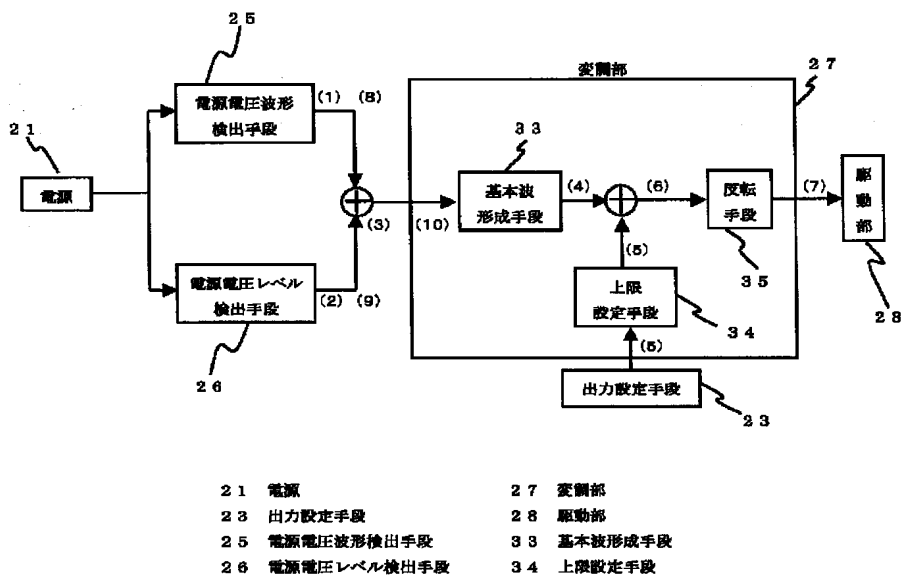 ２５
変調部
２７
電源電圧波形
検出手段
(1)
(8)
２１
電源
３３
基本波
形成手段
(4)
(6)
反転
手段
(7)
駆動部
(3)
(10)
３５
(5)
電源電圧レベル
検出手段
(2)
(9)
上限
設定手段
３４
２８
(5)
２６
出力設定手段
２３
２１ 電源
２７ 変調部
２３ 出力設定手段
２８ 駆動部
２５ 電源電圧波形検出手段
３３ 基本波形成手段
２６ 電源電圧レベル検出手段
３４ 上限設定手段